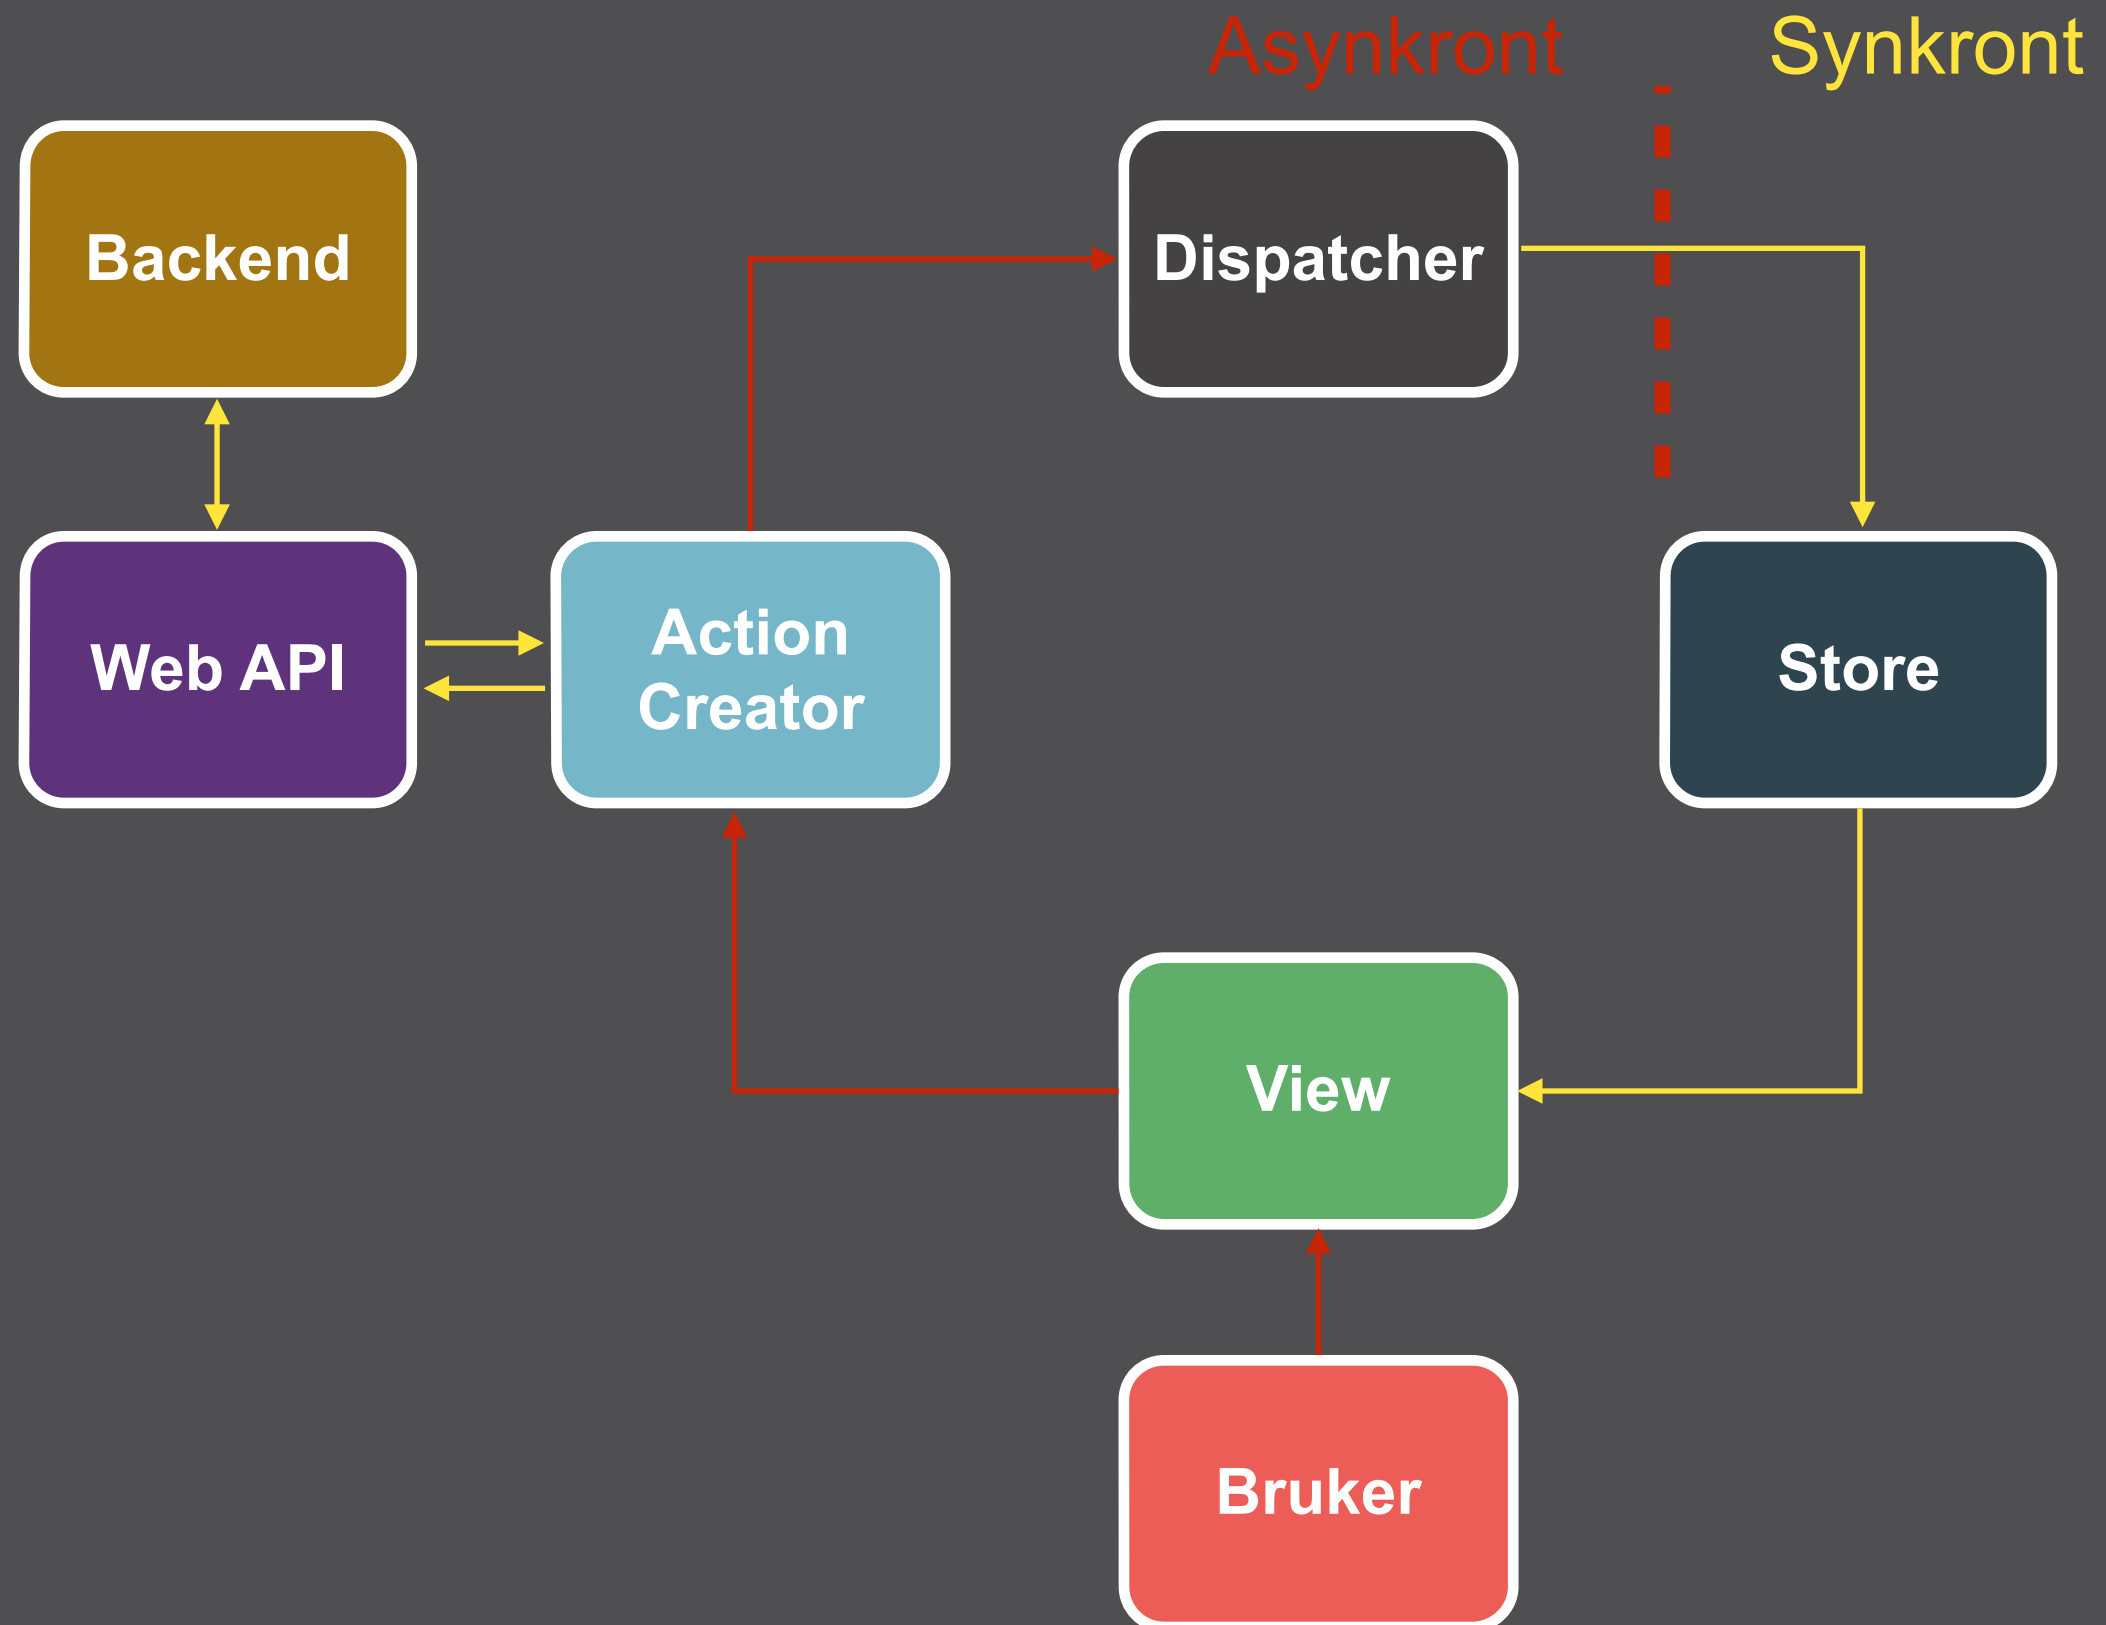 Asynkront
Synkront
Backend
Dispatcher
Web API
Action
Creator
Store
View
Bruker